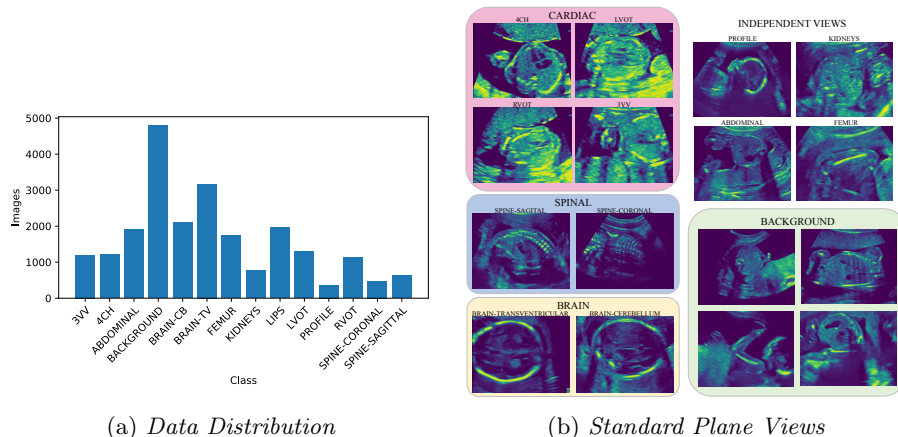 5000
4000
3000
2000
1000
0
Images
3VV
4CH
ABDOMINAL
BACKGROUND
BRAIN-CB
BRAIN-TV
FEMUR
KIDNEYS
LIPS
LVOT
PROFILE
RVOT
SPINE-CORONAL
SPINE-SAGITTAL
Class
(a) Data Distribution
CARDIAC
4CH LVOT
RVOT 3VV
SPINAL
SPINE-SAGITAL SPINE-CORONAL
BRAIN
BRAIN-TRANSVENTRICULAR BRAIN-CEREBELLUM
INDEPENDENT VIEWS
PROFILE KIDNEYS
ABDOMINAL FEMUR
BACKGROUND
(b) Standard Plane Views